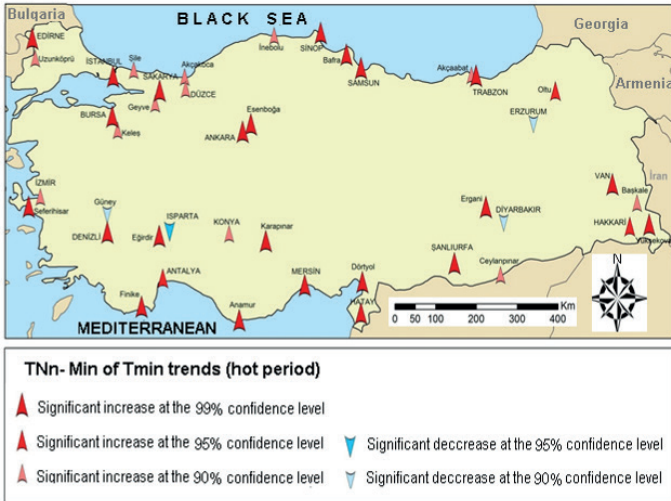 Bulgaria
BLACK SEA
Georgia
EDİRNE
Uzunköprü
İSTANBUL
Şile
Akçakoca
SAKARYA
DÜZCE
Geyve
İnebolu
SİNOP
Bafra
SAMSUN
Akçaabat
TRABZON
Oltu
ERZURUM
Armenia
BURSA
Keleş
Esenboğa
ANKARA
İran
VAN
Başkale
HAKKARİ
Yüksekova
İZMİR
Seferihisar
Güney
DENİZLİ
ISPARTA
Eğirdir
KONYA
Karapınar
Ergani
DİYARBAKIR
ŞANLIURFA
Ceylanpınar
ANTALYA
MERSİN
Dörtyol
HATAY
Finike
Anamur
MEDITERRANEAN
N
Km
0 50 100 200 300 400
TNn- Min of Tmin trends (hot period)
Significant increase at the 99% confidence level
Significant increase at the 95% confidence level
Significant deccrease at the 95% confidence level
Significant increase at the 90% confidence level
Significant deccrease at the 90% confidence level